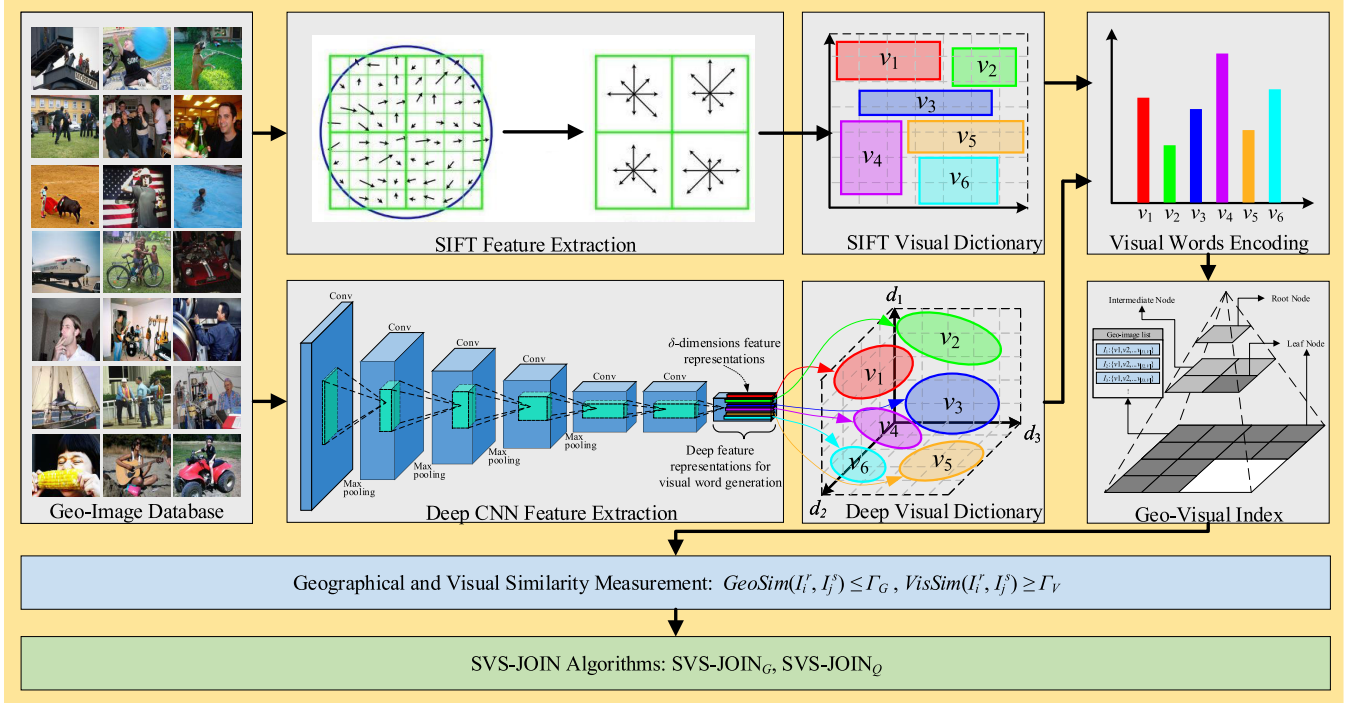 Geo-Image Database
SIFT Feature Extraction
v1
v2
v3
v4
v5
v6
SIFT Visual Dictionary
v1 v2 v3 v4 v5 v6
Visual Words Encoding
Conv
Conv
Conv
Conv
Conv
Conv
Max
pooling
Max
pooling
Max
pooling
Max
pooling
δ-dimensions feature
representations
Deep feature
representations for
visual word generation
Deep CNN Feature Extraction
d1
v2
v1
v3
v4
v6
v5
d3
d2
Deep Visual Dictionary
Intermediate Node
Root Node
Geo-image list
Leaf Node
Geo-Visual Index
Geographical and Visual Similarity Measurement: GeoSim(I_i^r, I_j^s) ≤ Γ_G , VisSim(I_i^r, I_j^s) ≥ Γ_V
SVS-JOIN Algorithms: SVS-JOIN_G, SVS-JOIN_Q